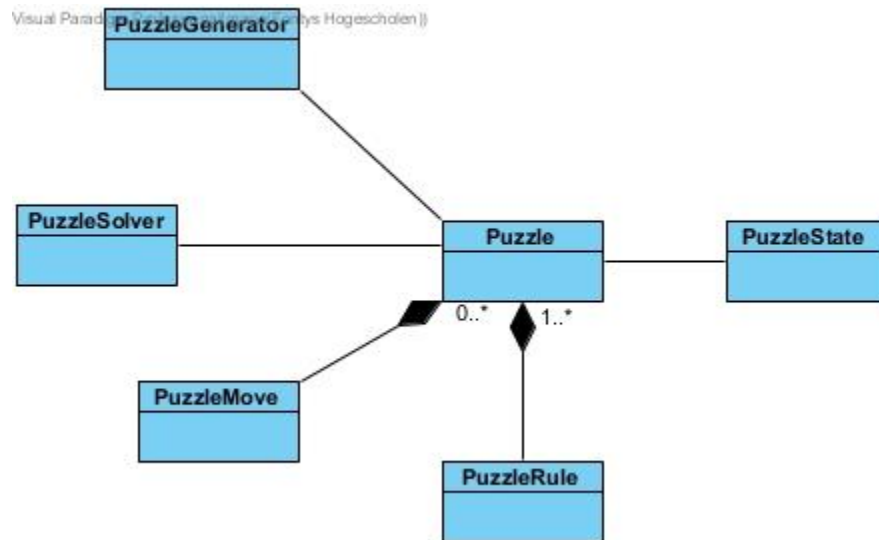 Visual Parad ys Hogescholen))
PuzzleGenerator
PuzzleSolver
Puzzle
PuzzleState
0..*
1..*
PuzzleMove
PuzzleRule